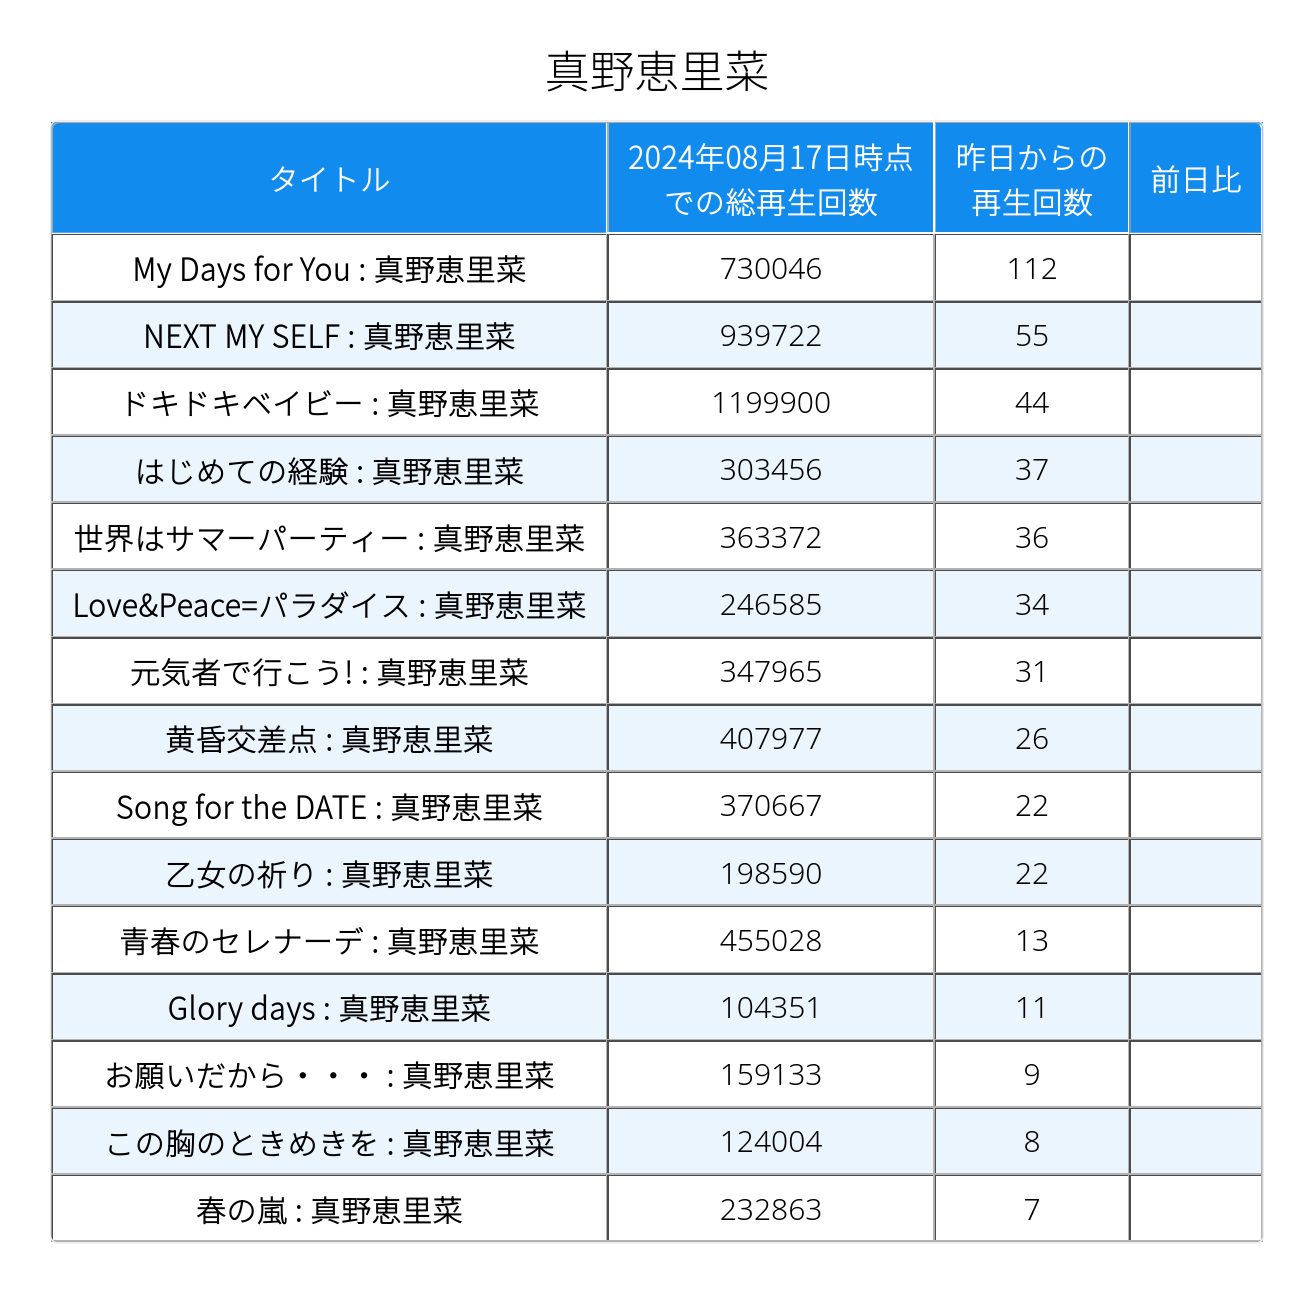 真野恵里菜
タイトル 2024年08月17日時点での総再生回数 昨日からの再生回数 前日比
My Days for You : 真野恵里菜 730046 112
NEXT MY SELF : 真野恵里菜 939722 55
ドキドキベイビー : 真野恵里菜 1199900 44
はじめての経験 : 真野恵里菜 303456 37
世界はサマーパーティー : 真野恵里菜 363372 36
Love&Peace=パラダイス : 真野恵里菜 246585 34
元気者で行こう! : 真野恵里菜 347965 31
黄昏交差点 : 真野恵里菜 407977 26
Song for the DATE : 真野恵里菜 370667 22
乙女の祈り : 真野恵里菜 198590 22
青春のセレナーデ : 真野恵里菜 455028 13
Glory days : 真野恵里菜 104351 11
お願いだから・・・ : 真野恵里菜 159133 9
この胸のときめきを : 真野恵里菜 124004 8
春の嵐 : 真野恵里菜 232863 7